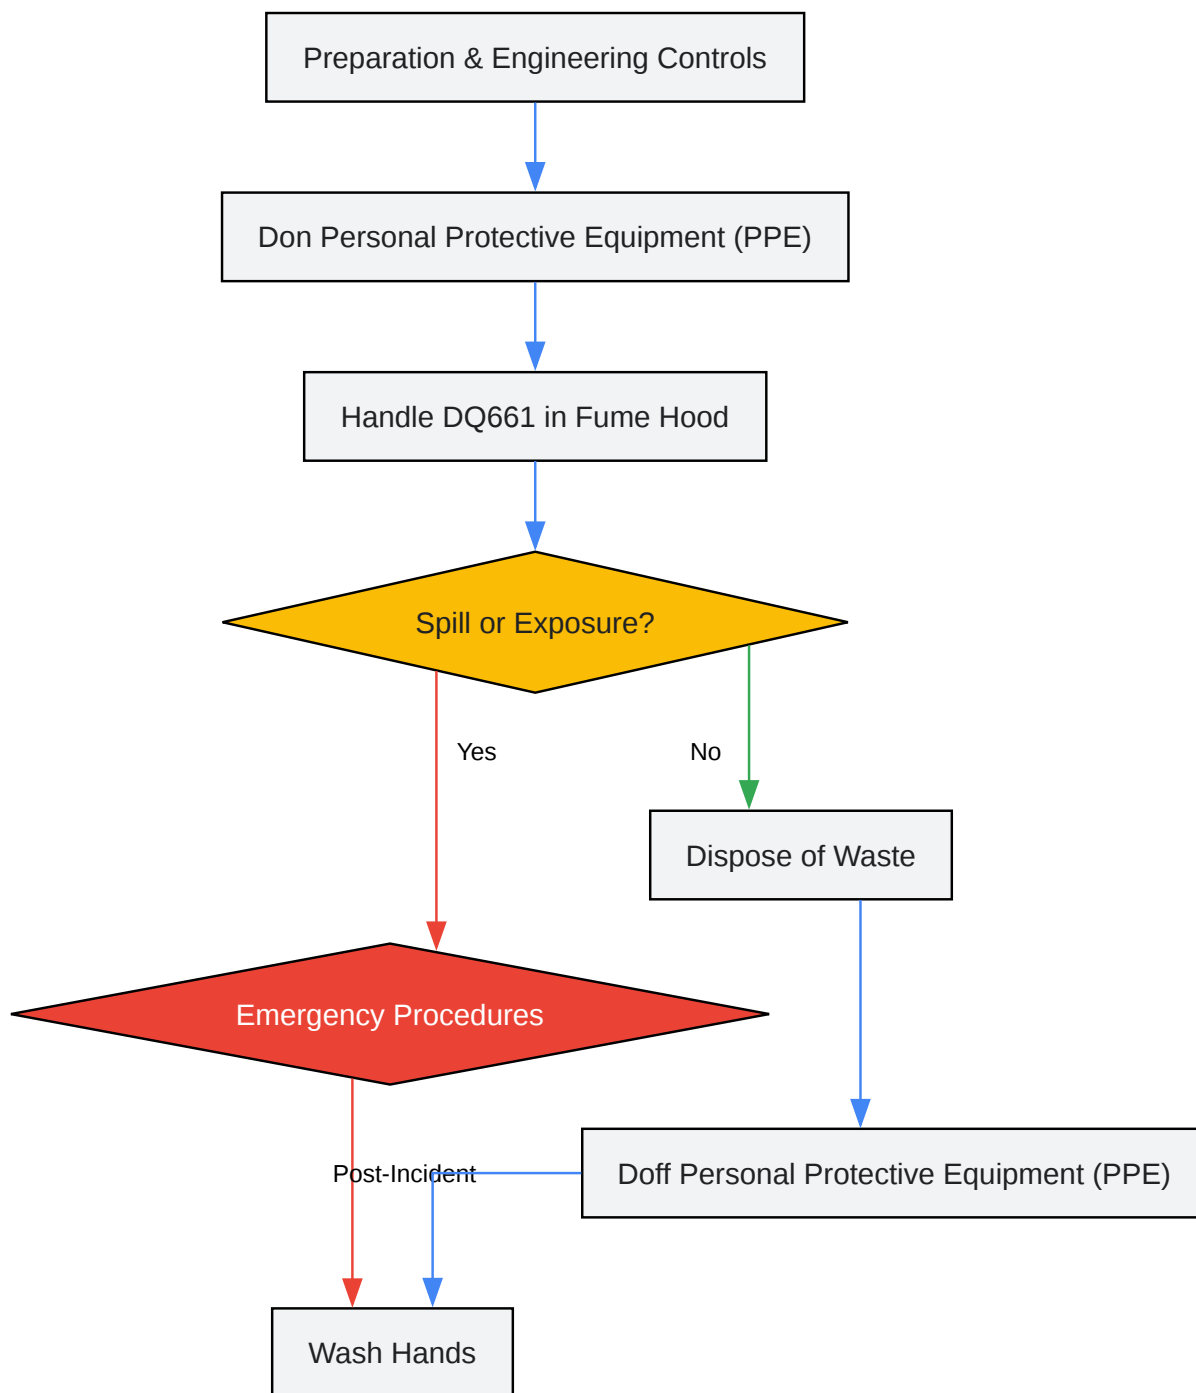 Preparation & Engineering Controls
Don Personal Protective Equipment (PPE)
Handle DQ661 in Fume Hood
Spill or Exposure?
Yes
No
Dispose of Waste
Emergency Procedures
Post-Incident
Doff Personal Protective Equipment (PPE)
Wash Hands